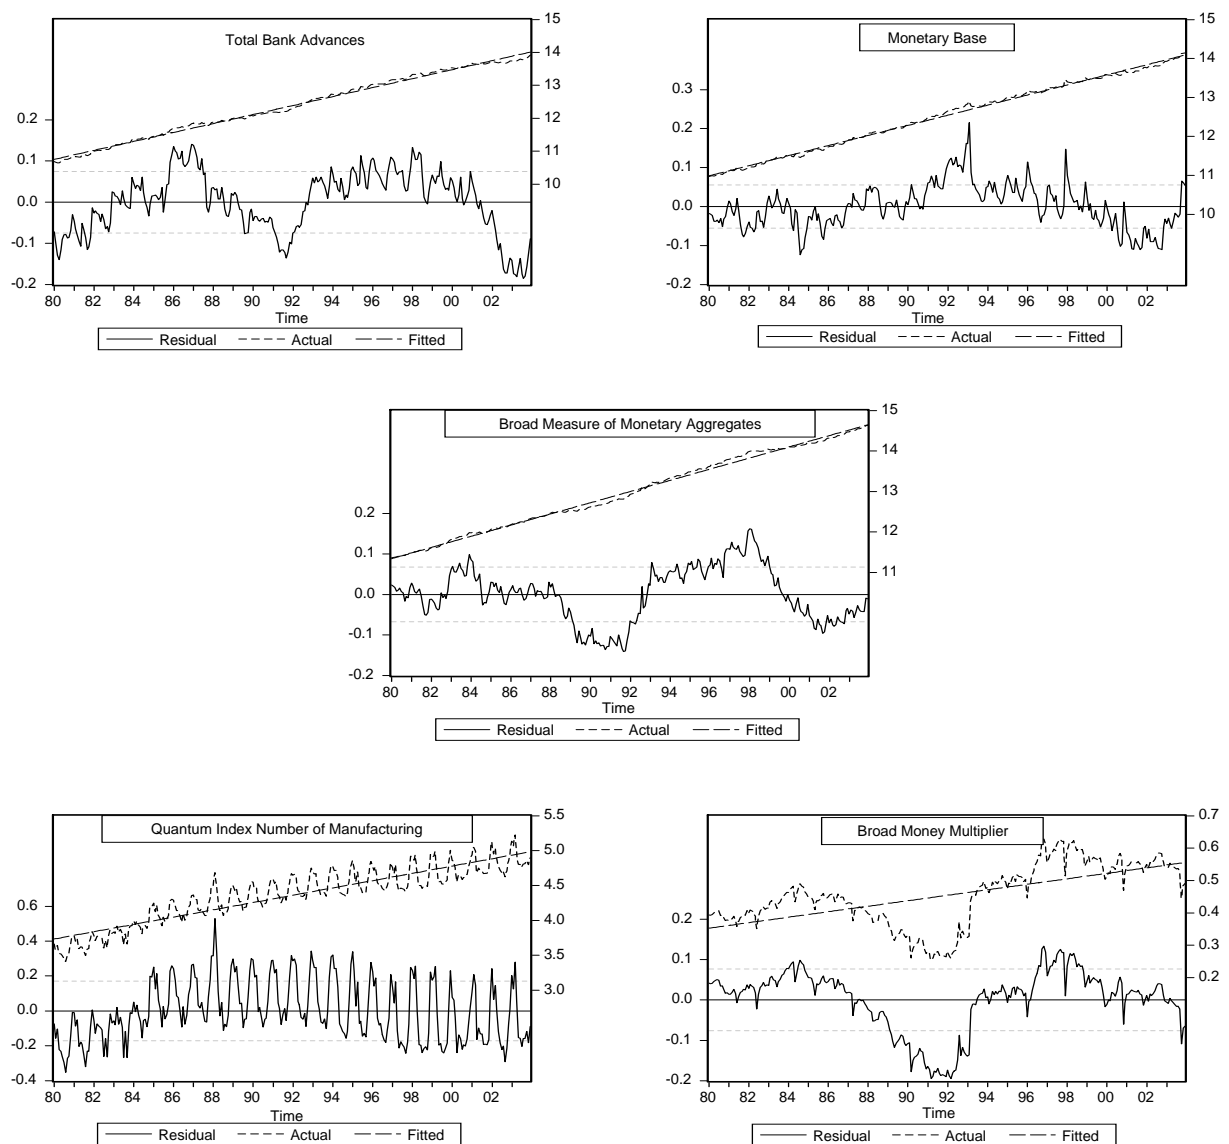 Total Bank Advances
15
14
13
12
11
10
0.2
0.1
0.0
-0.1
-0.2
80 82 84 86 88 90 92 94 96 98 00 02
Time
Residual Actual Fitted
Monetary Base
15
14
13
12
11
10
0.3
0.2
0.1
0.0
-0.1
-0.2
80 82 84 86 88 90 92 94 96 98 00 02
Time
Residual Actual Fitted
Broad Measure of Monetary Aggregates
15
14
13
12
11
0.2
0.1
0.0
-0.1
-0.2
80 82 84 86 88 90 92 94 96 98 00 02
Time
Residual Actual Fitted
Quantum Index Number of Manufacturing
5.5
5.0
4.5
4.0
3.5
3.0
0.6
0.4
0.2
0.0
-0.2
-0.4
80 82 84 86 88 90 92 94 96 98 00 02
Time
Residual Actual Fitted
Broad Money Multiplier
0.7
0.6
0.5
0.4
0.3
0.2
0.2
0.1
0.0
-0.1
-0.2
80 82 84 86 88 90 92 94 96 98 00 02
Time
Residual Actual Fitted